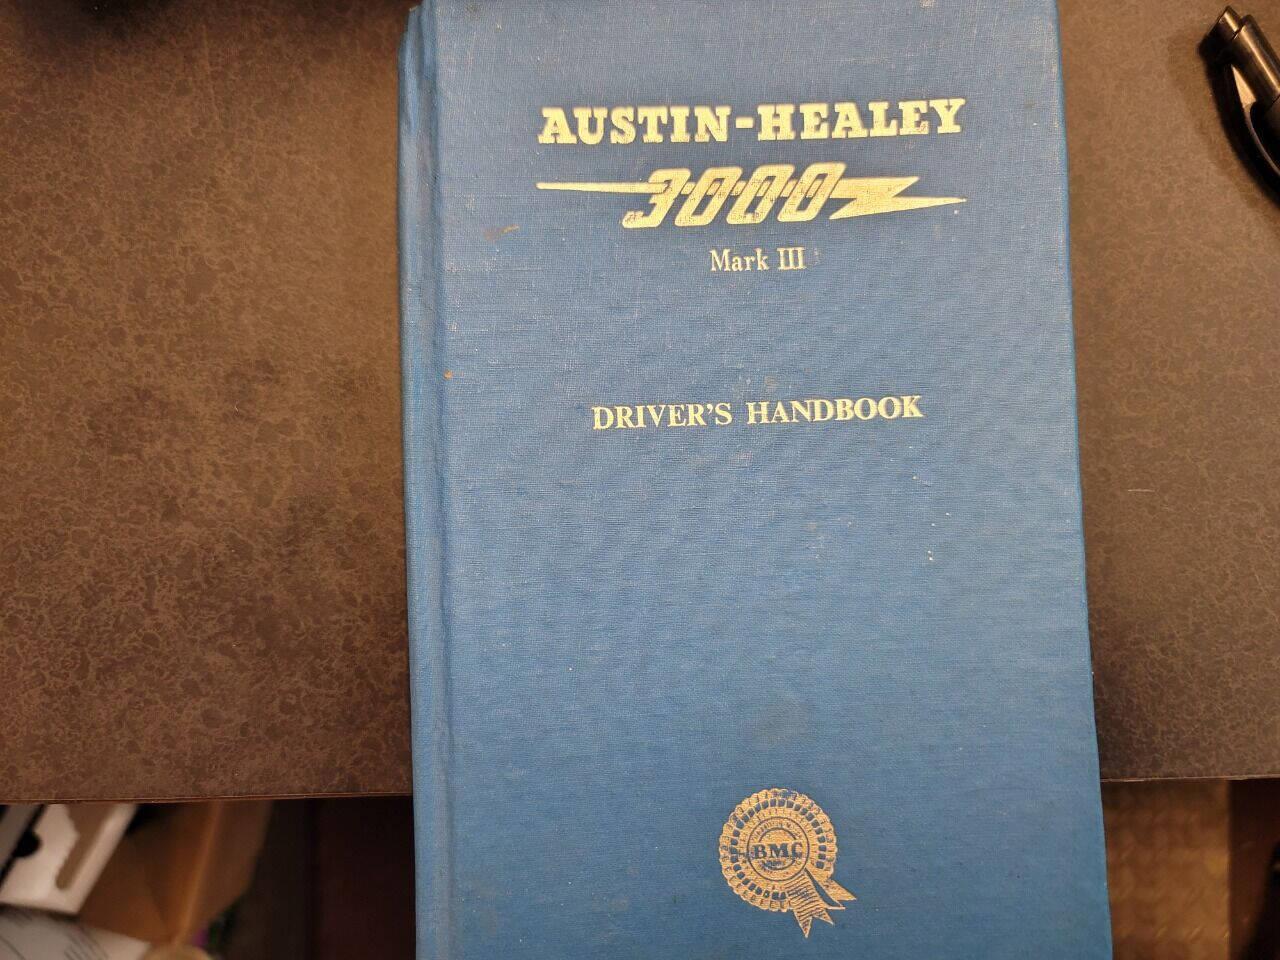 AUSTIN-HEALEY
3000
Mark III
DRIVER'S HANDBOOK
BMC